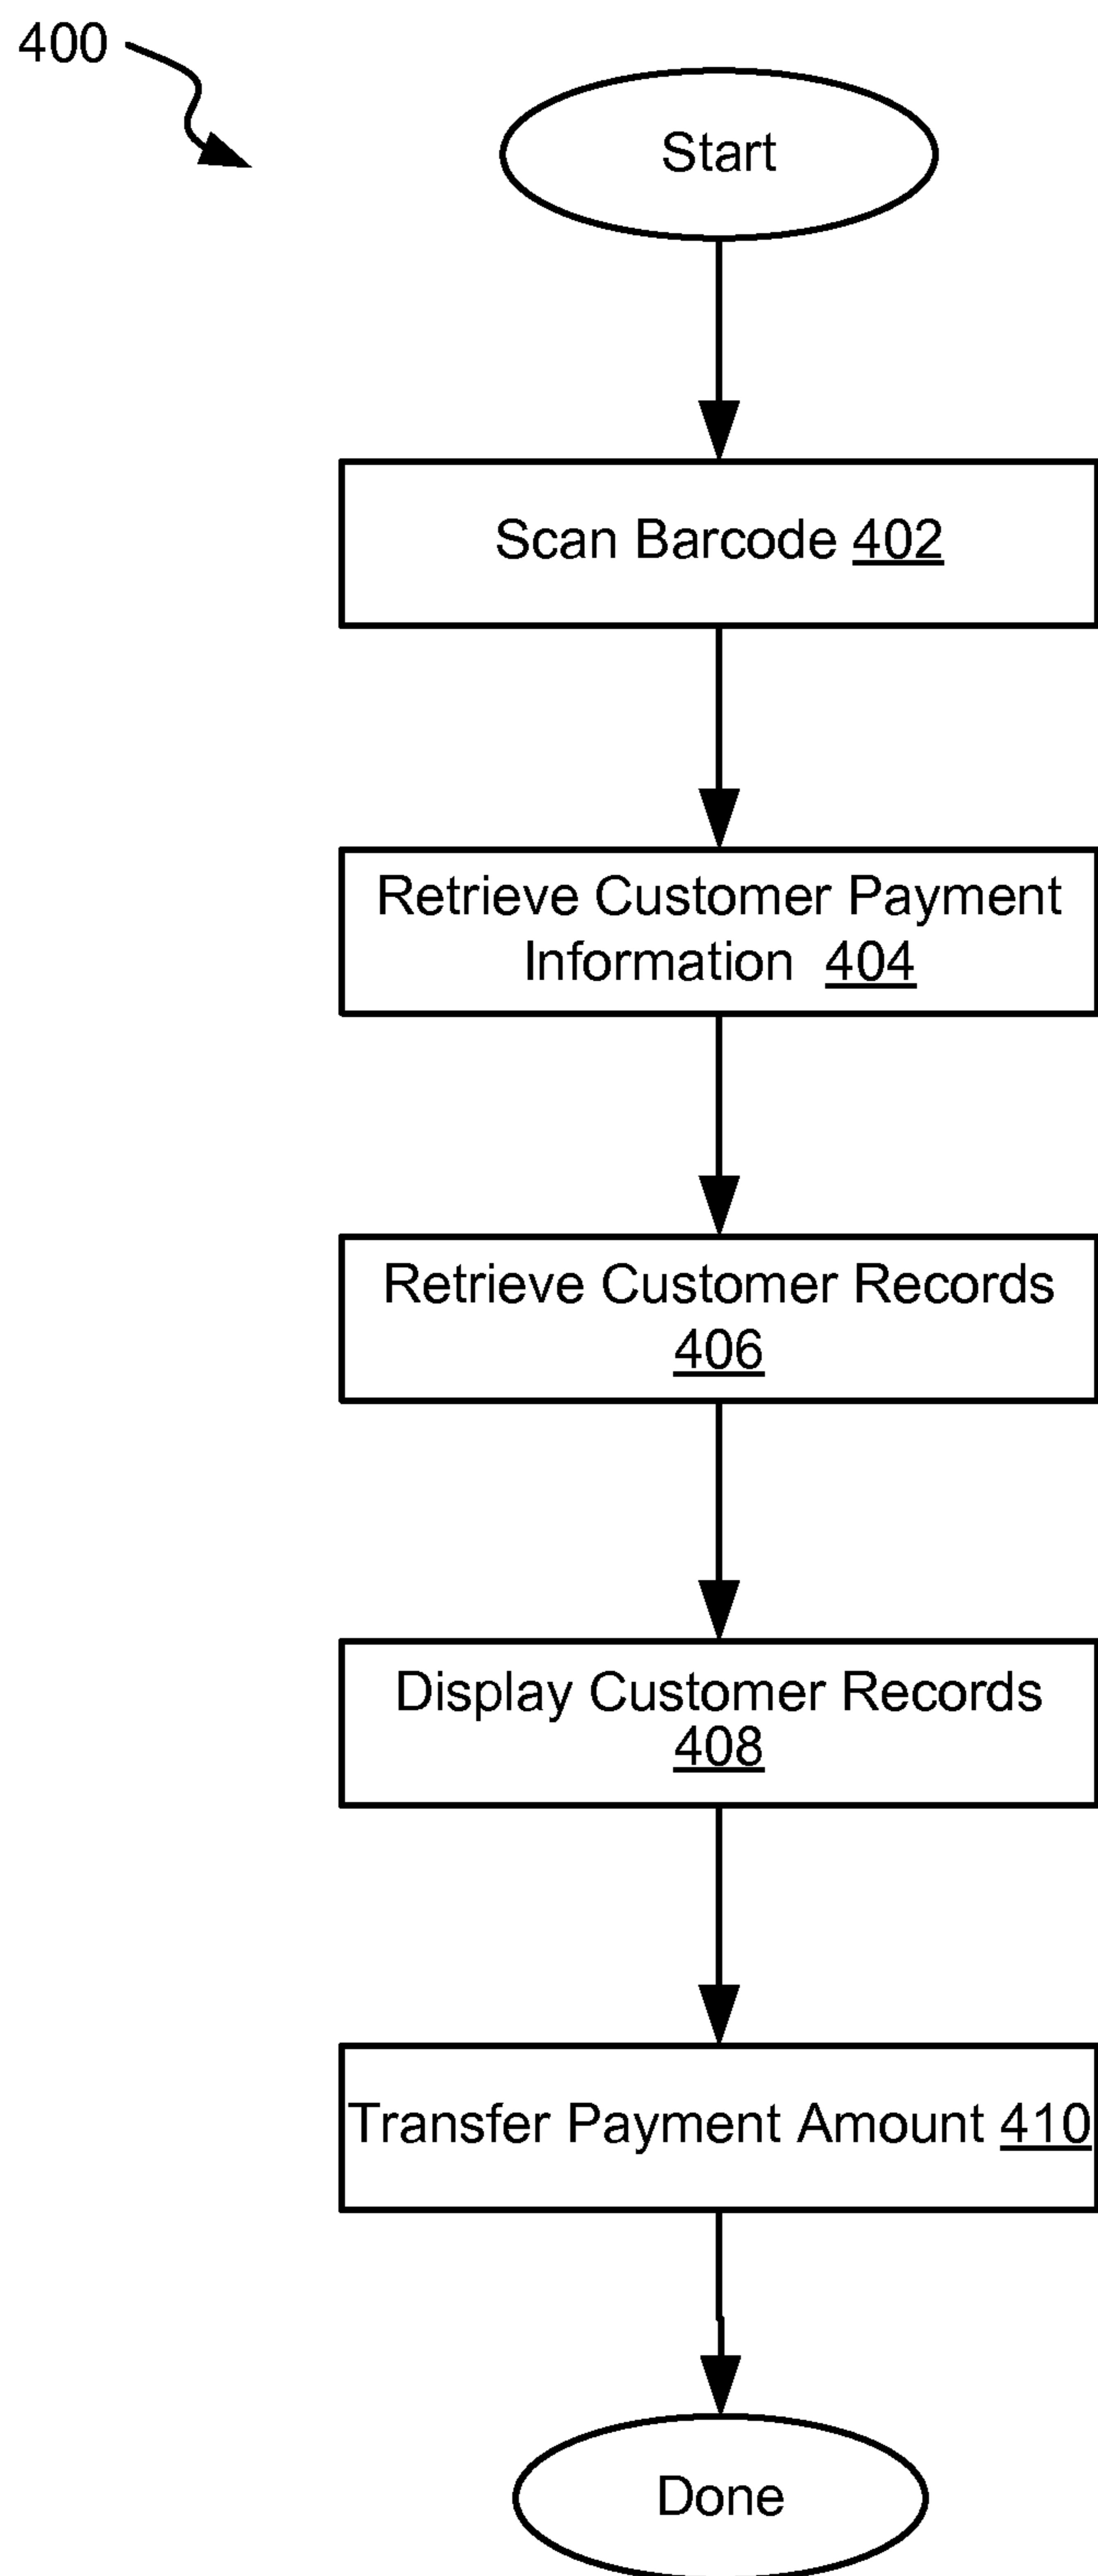 400
Start
Scan Barcode 402
Retrieve Customer Payment
Information 404
Retrieve Customer Records
406
Display Customer Records
408
Transfer Payment Amount 410
Done